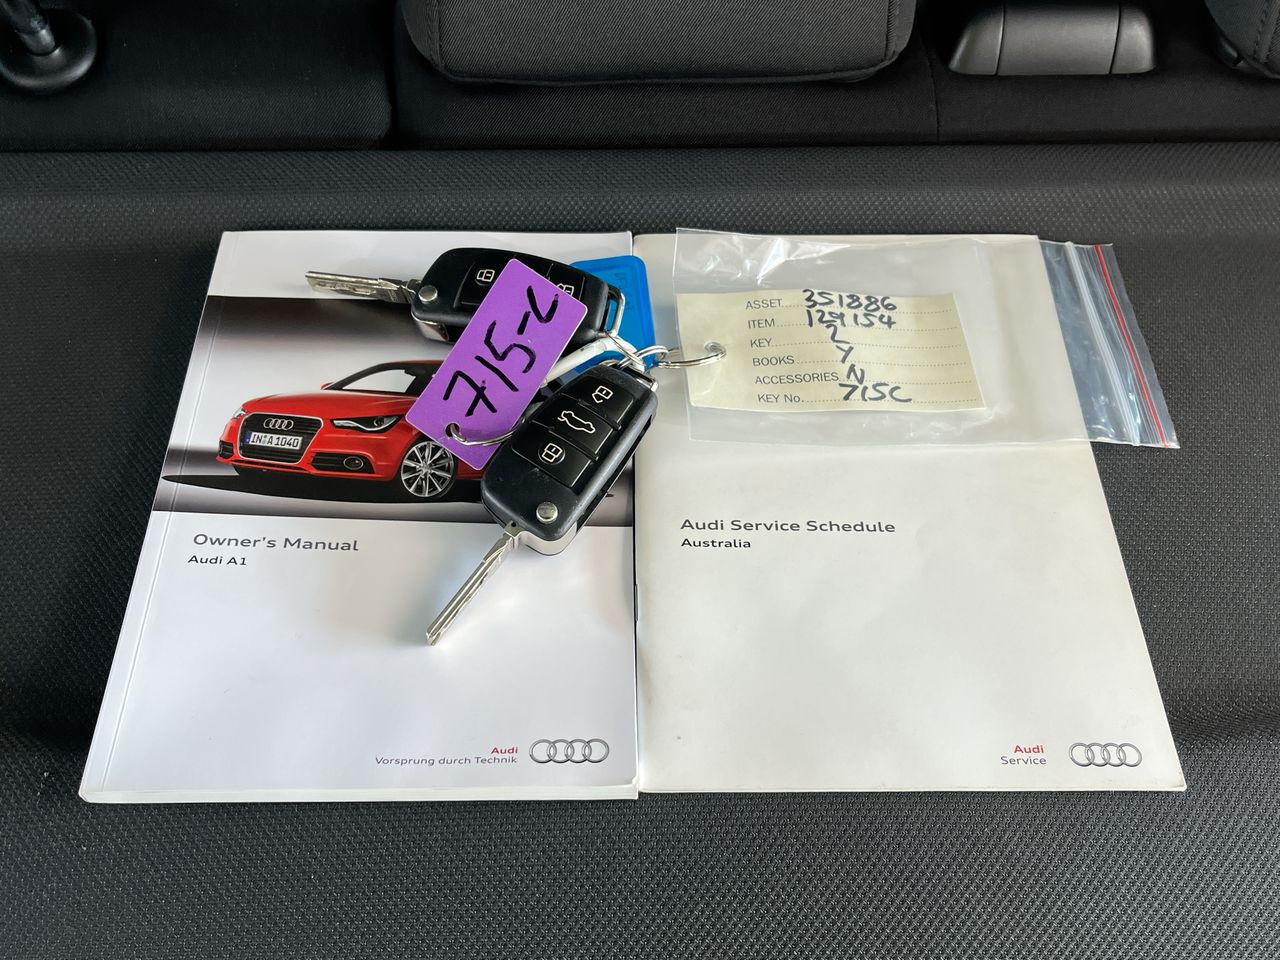 715-C
ASSET 351886
ITEM 129154
KEY 2
BOOKS Y
ACCESSORIES N
KEY No. 715C
IN A 1040
Owner's Manual
Audi A1
Audi Service Schedule
Australia
Audi
Vorsprung durch Technik
Audi
Service